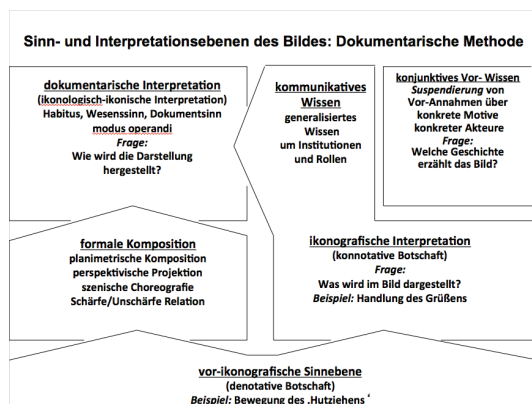 Sinn- und Interpretationsebenen des Bildes: Dokumentarische Methode
dokumentarische Interpretation
(ikonologisch-ikonische Interpretation)
Habitus, Wesenssinn, Dokumentsinn
modus operandi
Frage:
Wie wird die Darstellung
hergestellt?
kommunikatives
Wissen
generalisiertes
Wissen
um Institutionen
und Rollen
konjunktives Vor- Wissen
Suspendierung von
Vor-Annahmen über
konkrete Motive
konkreter Akteure
Frage:
Welche Geschichte
erzählt das Bild?
formale Komposition
planimetrische Komposition
perspektivische Projektion
szenische Choreografie
Schärfe/Unschärfe Relation
ikonografische Interpretation
(konnotative Botschaft)
Frage:
Was wird im Bild dargestellt?
Beispiel: Handlung des Grüßens
vor-ikonografische Sinnebene
(denotative Botschaft)
Beispiel: Bewegung des ‚Hutziehens‘